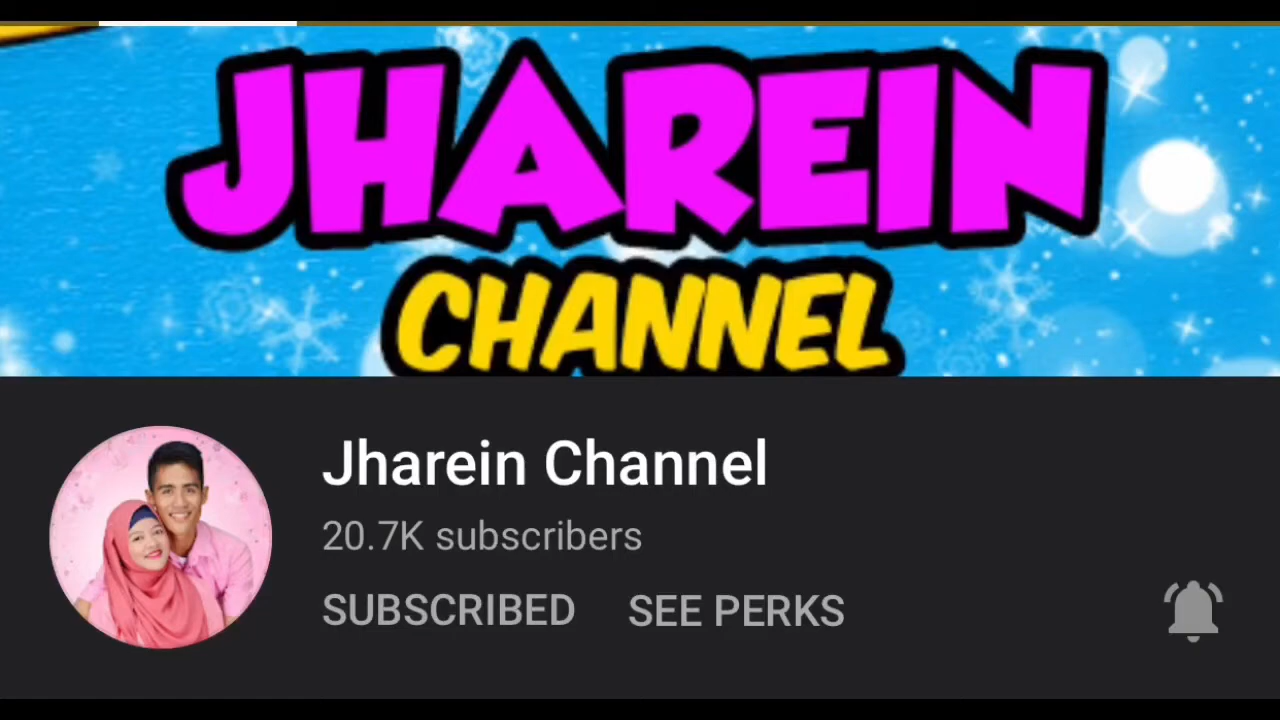 JHAREIN
CHANNEL
Jharein Channel
20.7K subscribers
SUBSCRIBED SEE PERKS